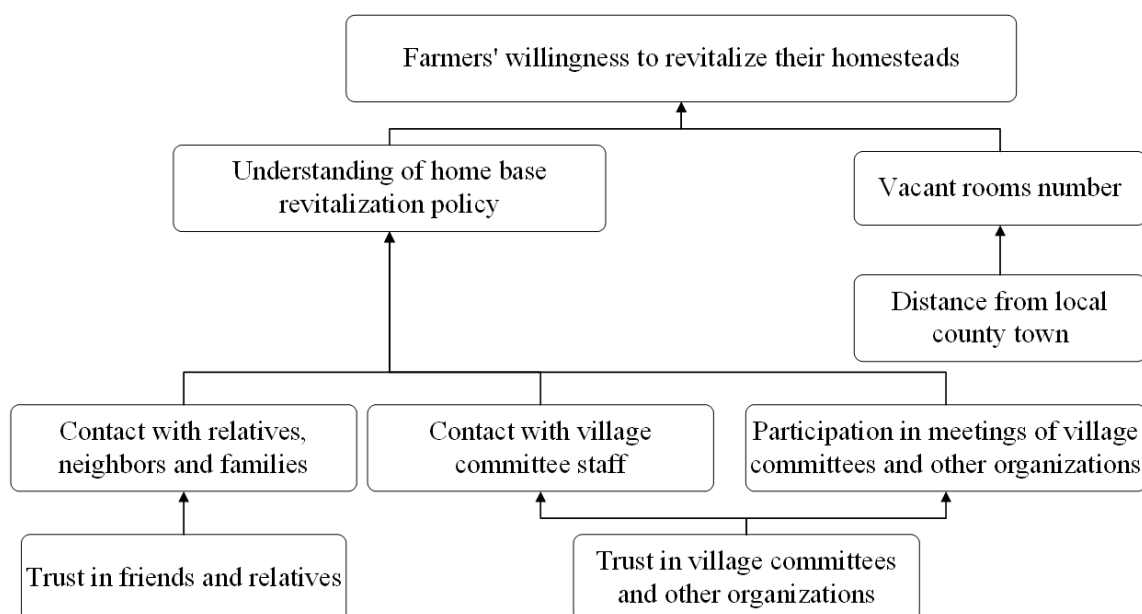 Farmers' willingness to revitalize their homesteads
Understanding of home base
revitalization policy
Vacant rooms number
Distance from local
county town
Contact with relatives,
neighbors and families
Contact with village
committee staff
Participation in meetings of village
committees and other organizations
Trust in friends and relatives
Trust in village committees
and other organizations